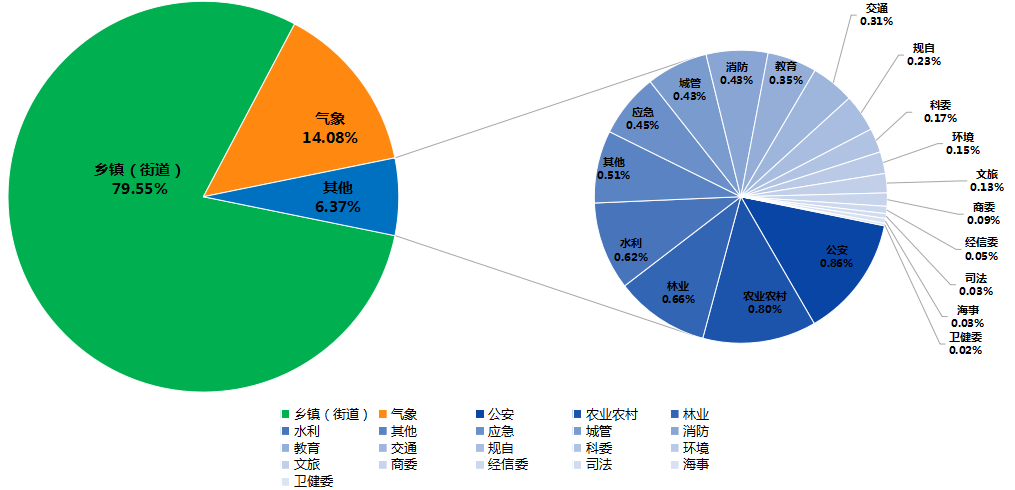 乡镇（街道）
79.55%
气象
14.08%
其他
6.37%
交通
0.31%
规自
0.23%
科委
0.17%
环境
0.15%
文旅
0.13%
商委
0.09%
经信委
0.05%
司法
0.03%
海事
0.03%
卫健委
0.02%
教育
0.35%
消防
0.43%
城管
0.43%
应急
0.45%
其他
0.51%
水利
0.62%
林业
0.66%
农业农村
0.80%
公安
0.86%
乡镇（街道） 气象 公安 农业农村 林业
水利 其他 应急 城管 消防
教育 交通 规自 科委 环境
文旅 商委 经信委 司法 海事
卫健委